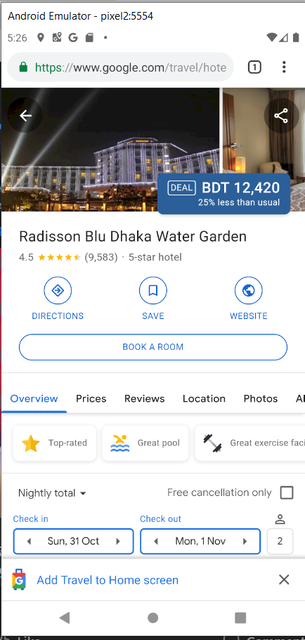 Android Emulator - pixel2:5554
5:26
G
https://www.google.com/travel/hote
1
DEAL BDT 12,420
25% less than usual
Radisson Blu Dhaka Water Garden
4.5 (9,583) · 5-star hotel
DIRECTIONS SAVE WEBSITE
BOOK A ROOM
Overview Prices Reviews Location Photos Al
Top-rated Great pool Great exercise faci
Nightly total Free cancellation only
Check in Check out
Sun, 31 Oct Mon, 1 Nov 2
G Add Travel to Home screen